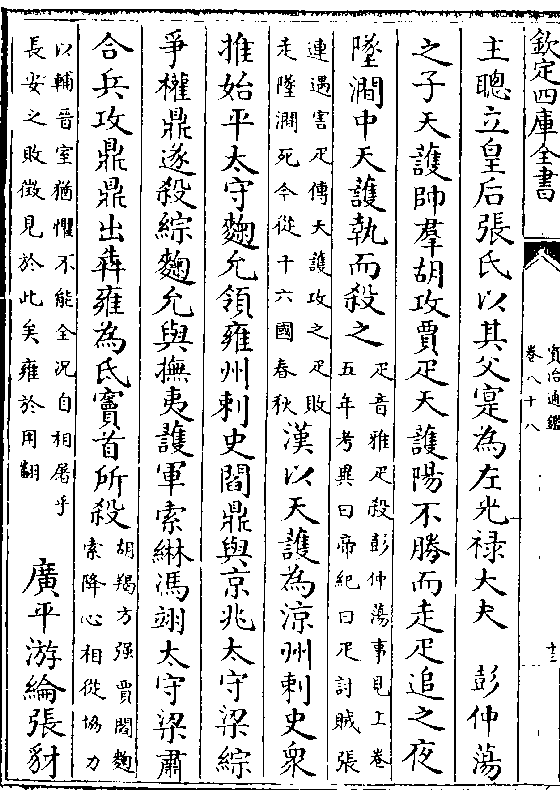 欽定四庫全書
資治通鑑
卷八十八
十三
主聰立皇后張氏以其父寔為左光禄大夫　彭仲蕩
之子天護帥羣胡攻賈疋天護陽不勝而走疋追之夜
墜澗中天護執而殺之
疋音雅疋殺彭仲蕩事見上卷
五年考異曰帝紀曰疋討賊張
連遇害疋傳天護攻之疋敗
走墜澗死今從十六國春秋
漢以天護為涼州刺史衆
推始平太守麴允領雍州刺史閻鼎與京兆太守梁綜
爭權鼎遂殺綜麴允與撫夷護軍索綝馮翊太守梁肅
合兵攻鼎鼎出犇雍為氏竇首所殺
胡羯方强賈閻麴
索降心相從協力
以輔晉室猶懼不能全況自相屠乎
長安之敗徵見於此矣雍於用翻
廣平游綸張豺